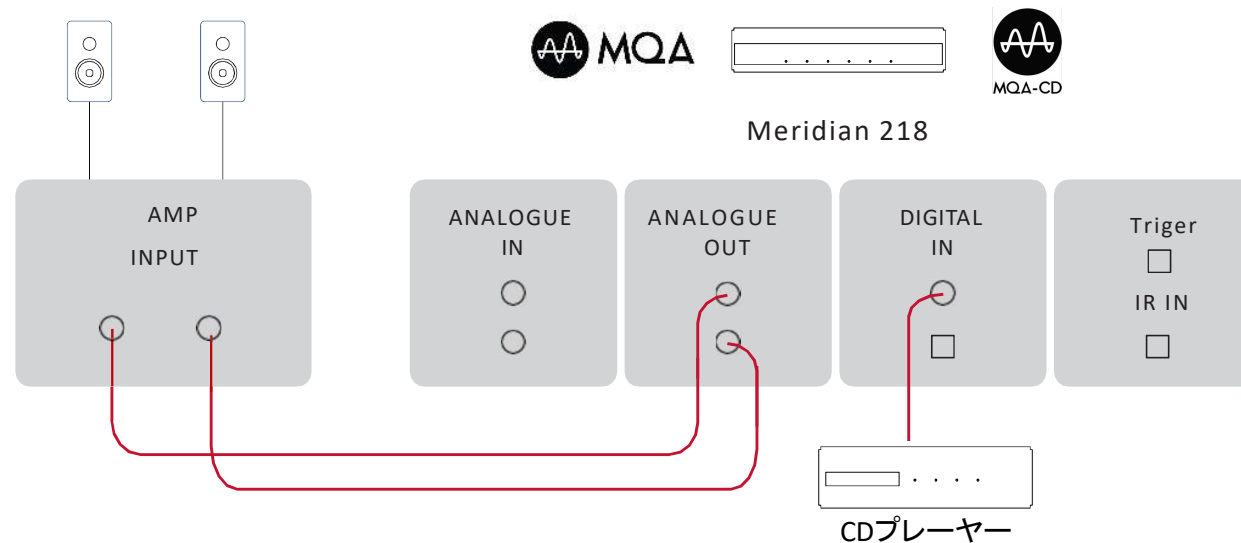 MQA
MQA-CD
Meridian 218
AMP
INPUT
ANALOGUE
IN
ANALOGUE
OUT
DIGITAL
IN
Triger
IR IN
CDプレーヤー